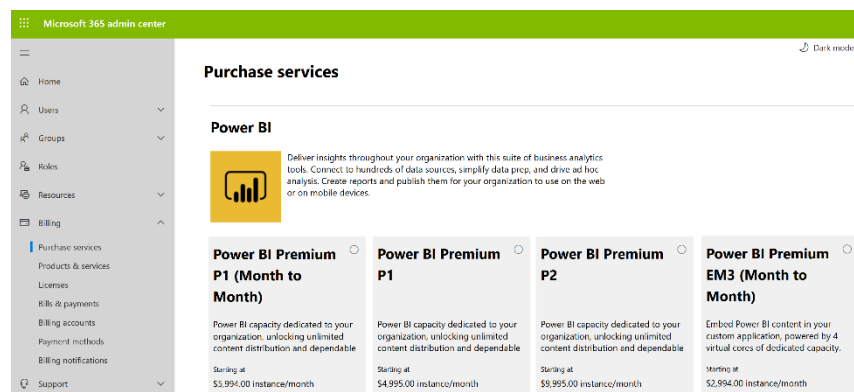 Microsoft 365 admin center
Dark mode
Home
Users
Groups
Roles
Resources
Billing
Purchase services
Products & services
Licenses
Bills & payments
Billing accounts
Payment methods
Billing notifications
Support
Purchase services
Power BI
Deliver insights throughout your organization with this suite of business analytics
tools. Connect to hundreds of data sources, simplify data prep, and drive ad hoc
analysis. Create reports and publish them for your organization to use on the web
or on mobile devices.
Power BI Premium
P1 (Month to
Month)
Power BI capacity dedicated to your
organization, unlocking unlimited
content distribution and dependable
Starting at
$5,994.00 instance/month
Power BI Premium
P1
Power BI capacity dedicated to your
organization, unlocking unlimited
content distribution and dependable
Starting at
$4,995.00 instance/month
Power BI Premium
P2
Power BI capacity dedicated to your
organization, unlocking unlimited
content distribution and dependable
Starting at
$9,995.00 instance/month
Power BI Premium
EM3 (Month to
Month)
Embed Power BI content in your
custom application, powered by 4
virtual cores of dedicated capacity.
Starting at
$2,994.00 instance/month